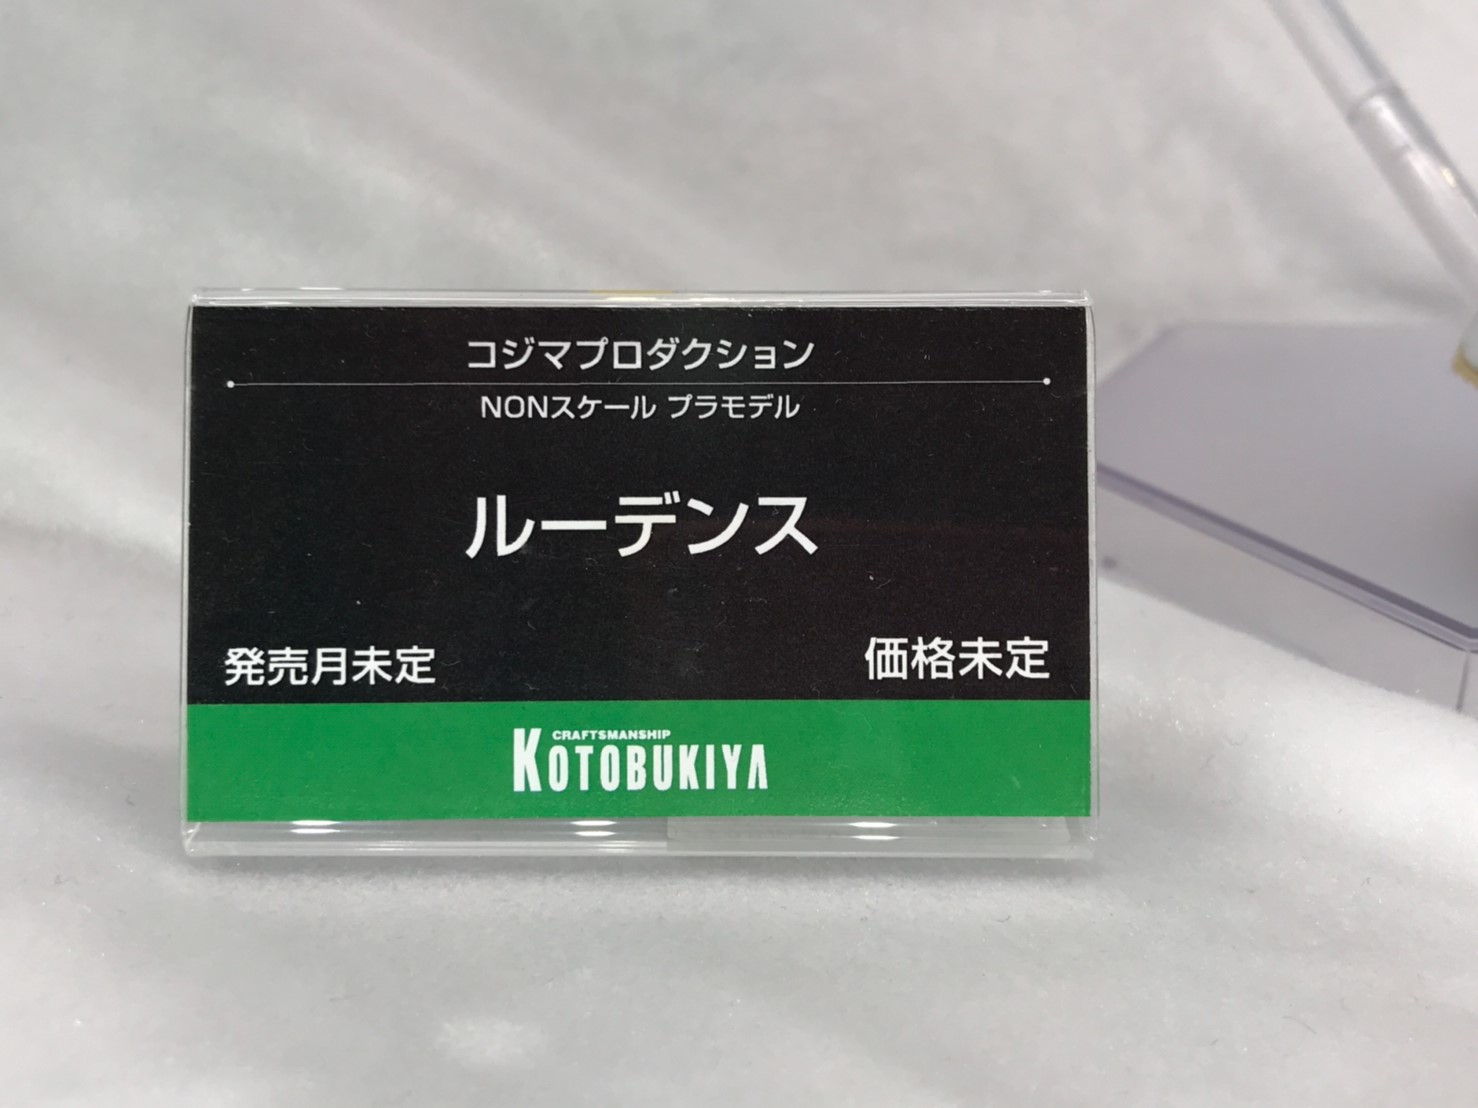 コジマプロダクション
NONスケール プラモデル
ルーデンス
発売月未定
価格未定
CRAFTSMANSHIP
KOTOBUKIYA